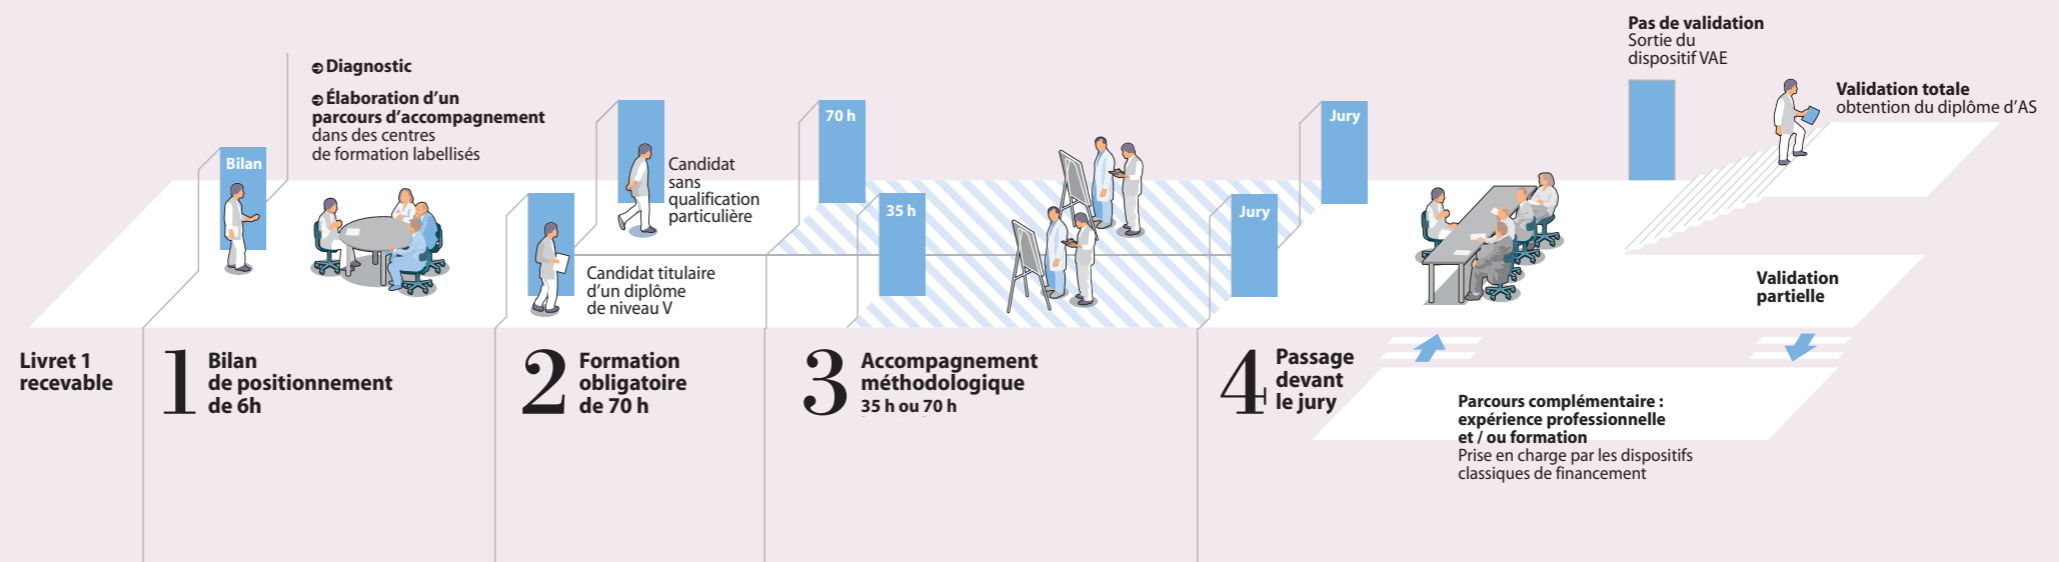 Diagnostic
Élaboration d'un
parcours d'accompagnement
dans des centres
de formation labellisés
Bilan
Candidat
sans
qualification
particulière
Candidat titulaire
d'un diplôme
de niveau V
70 h
35 h
Jury
Jury
Pas de validation
Sortie du
dispositif VAE
Validation totale
obtention du diplôme d'AS
Validation
partielle
Livret 1
recevable
1
Bilan
de positionnement
de 6h
2
Formation
obligatoire
de 70 h
3
Accompagnement
méthodologique
35 h ou 70 h
4
Passage
devant
le jury
Parcours complémentaire :
expérience professionnelle
et / ou formation
Prise en charge par les dispositifs
classiques de financement